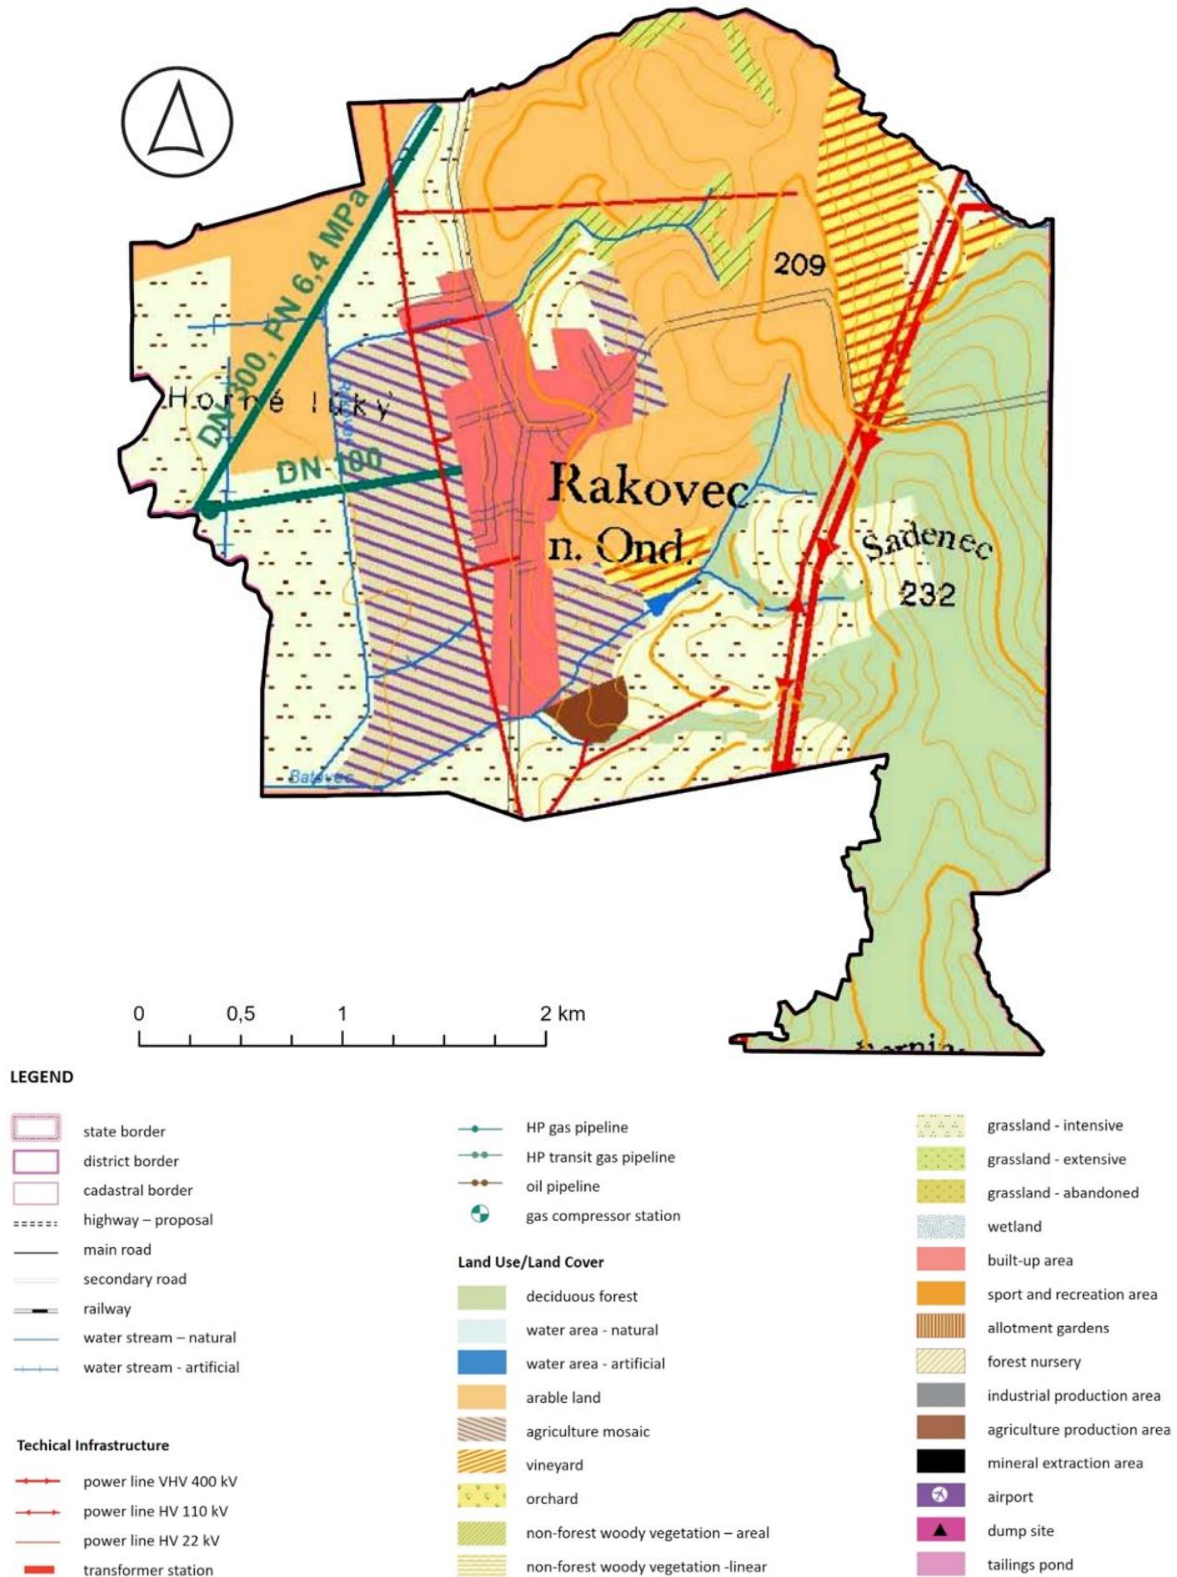 DN 300, PN 6,4 MPa
209
Horné lúky
DN 100
Rakovec
n. Ond.
Sadenec
232
Batovec
0 0,5 1 2 km
LEGEND
state border
district border
cadastral border
highway – proposal
main road
secondary road
railway
water stream – natural
water stream - artificial
Techical Infrastructure
power line VHV 400 kV
power line HV 110 kV
power line HV 22 kV
transformer station
HP gas pipeline
HP transit gas pipeline
oil pipeline
gas compressor station
Land Use/Land Cover
deciduous forest
water area - natural
water area - artificial
arable land
agriculture mosaic
vineyard
orchard
non-forest woody vegetation – areal
non-forest woody vegetation -linear
grassland - intensive
grassland - extensive
grassland - abandoned
wetland
built-up area
sport and recreation area
allotment gardens
forest nursery
industrial production area
agriculture production area
mineral extraction area
airport
dump site
tailings pond